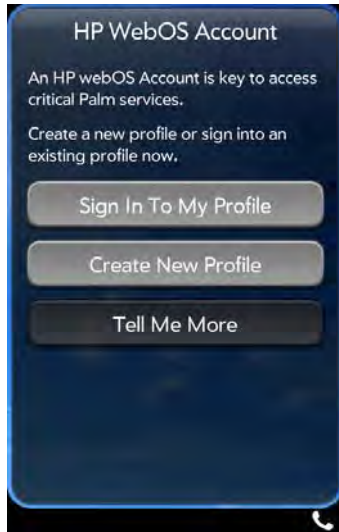 HP WebOS Account
An HP webOS Account is key to access
critical Palm services.
Create a new profile or sign into an
existing profile now.
Sign In To My Profile
Create New Profile
Tell Me More